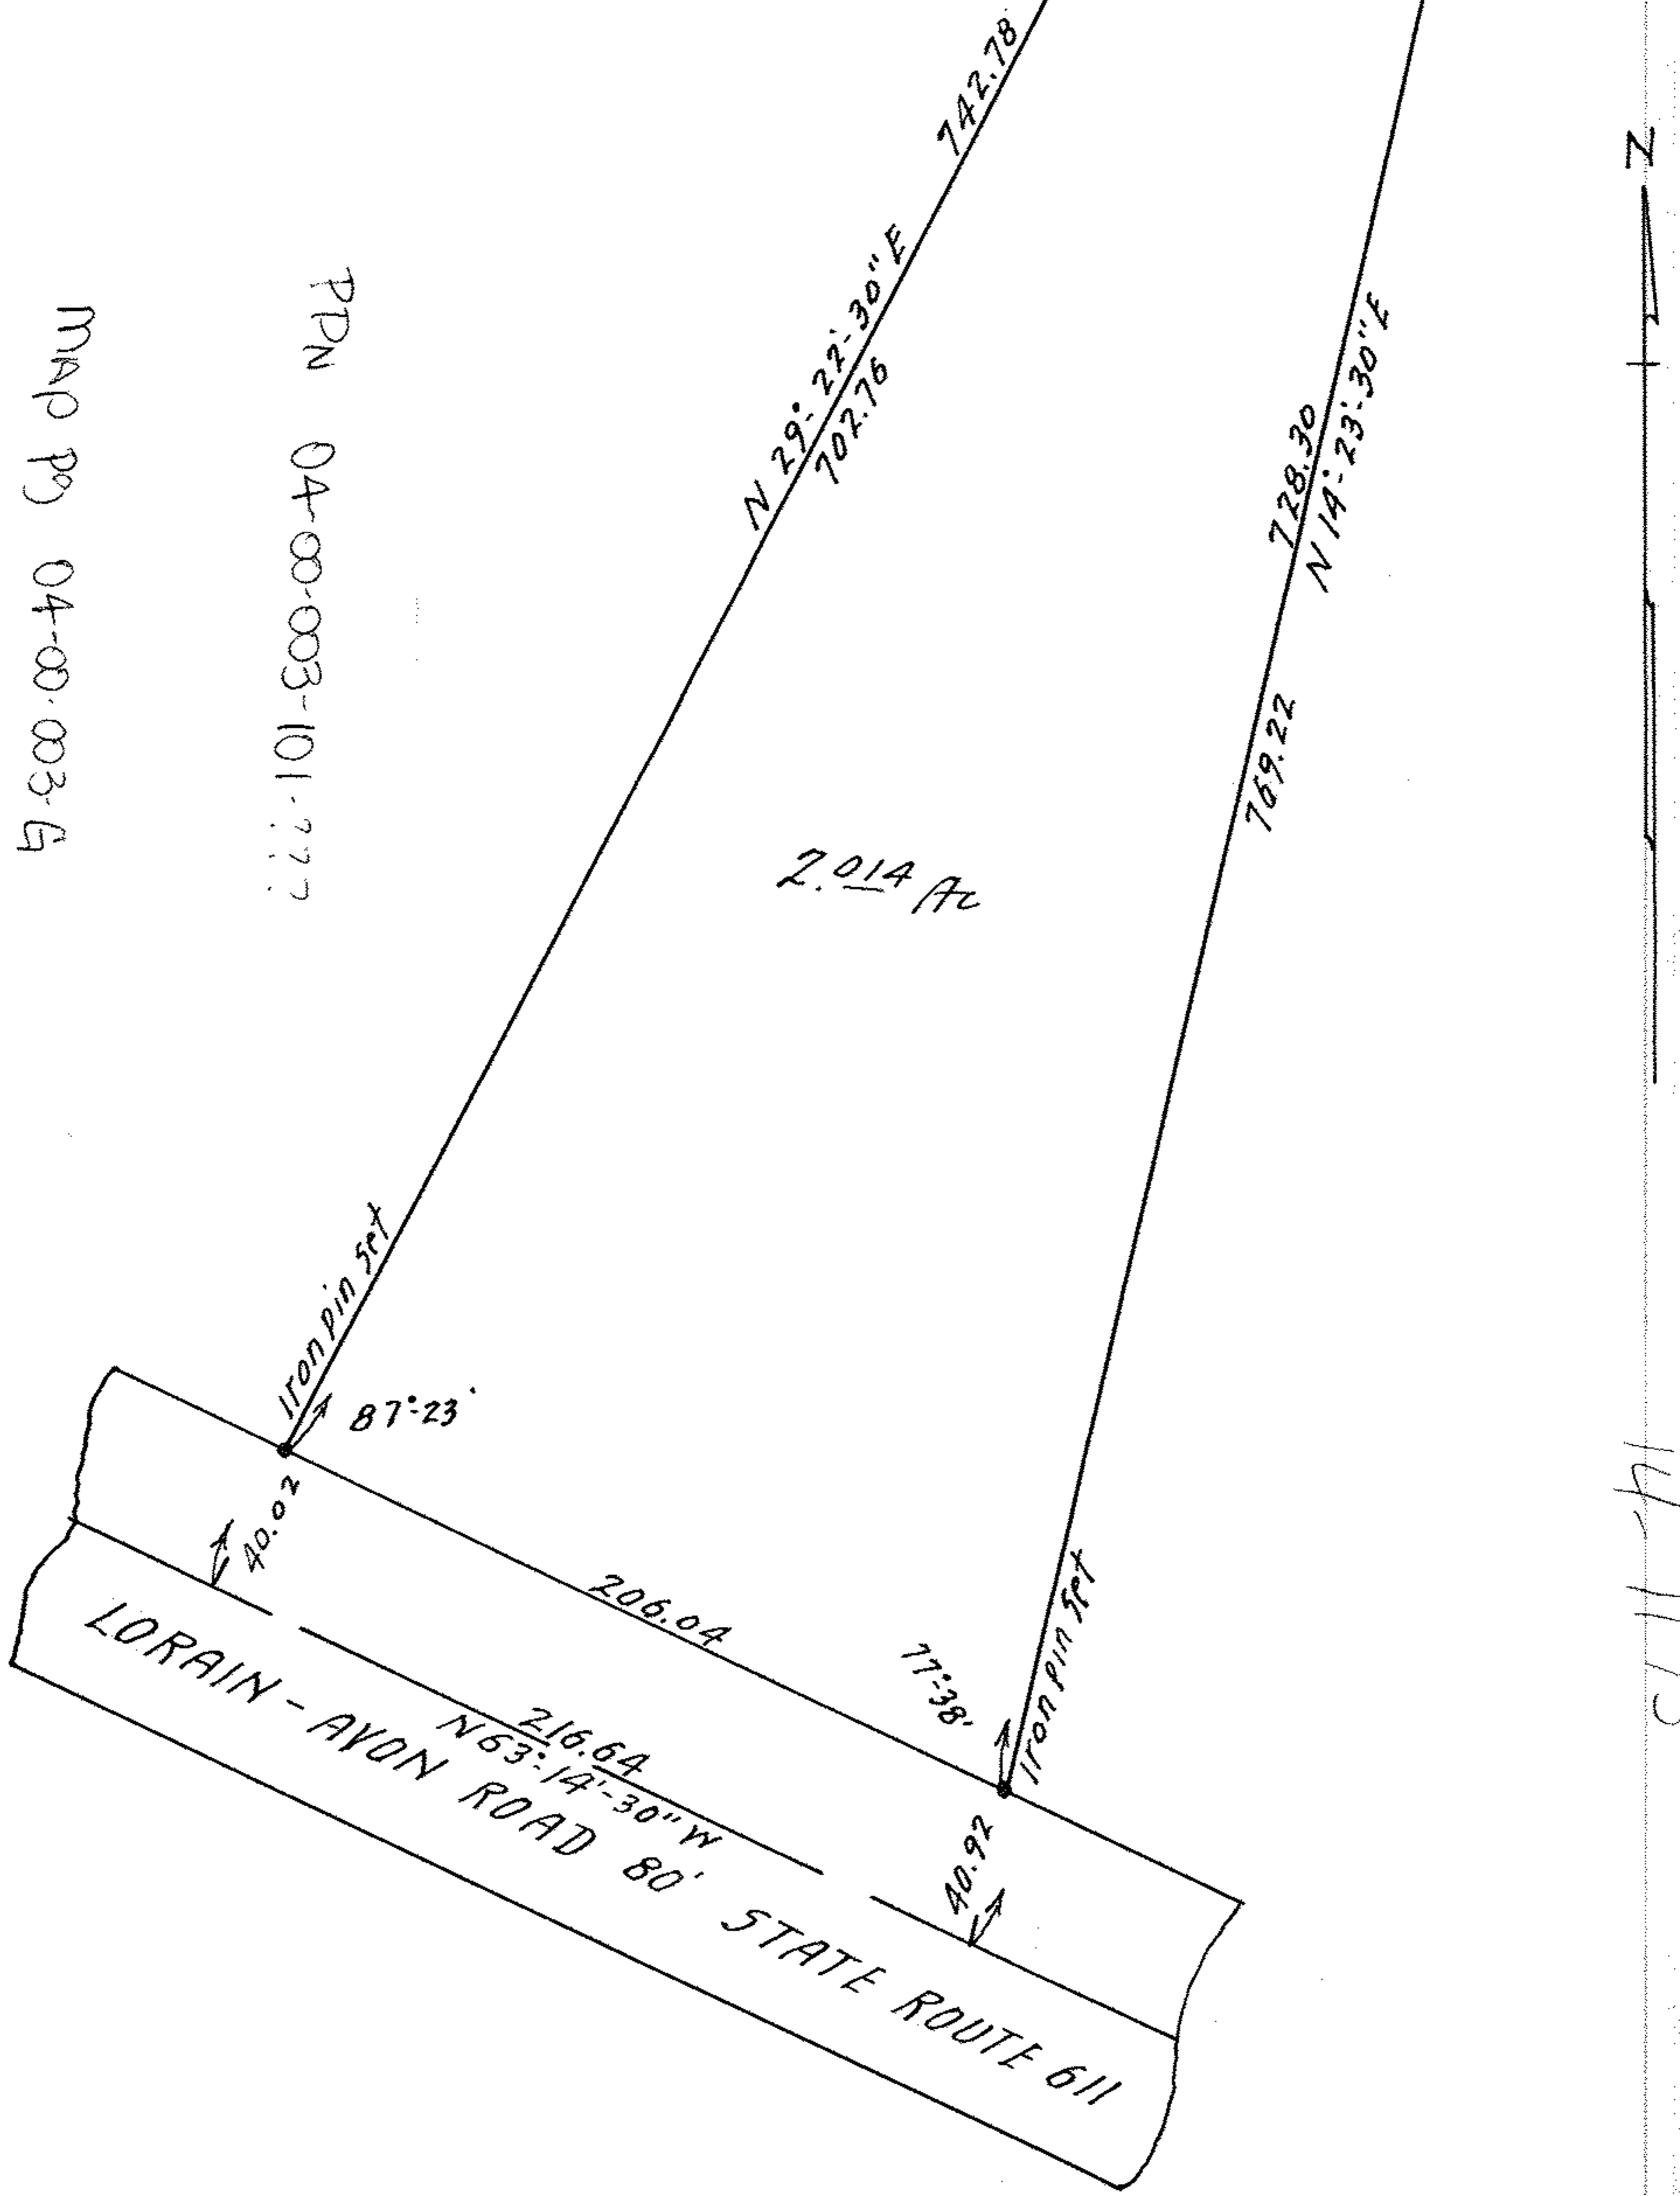 N
742.78
N 29°-22'-30" E
702.76
728.30
N 14°-23'-30" E
769.22
2.014 Ac
PPN 04-00-003-101-???
Map Pg 04-00-003-G
Iron pin set
87°-23'
40.02
206.04
77°-38'
Iron pin set
40.92
216.64
N 63°-14'-30" W
LORAIN - AVON ROAD 80' STATE ROUTE 611